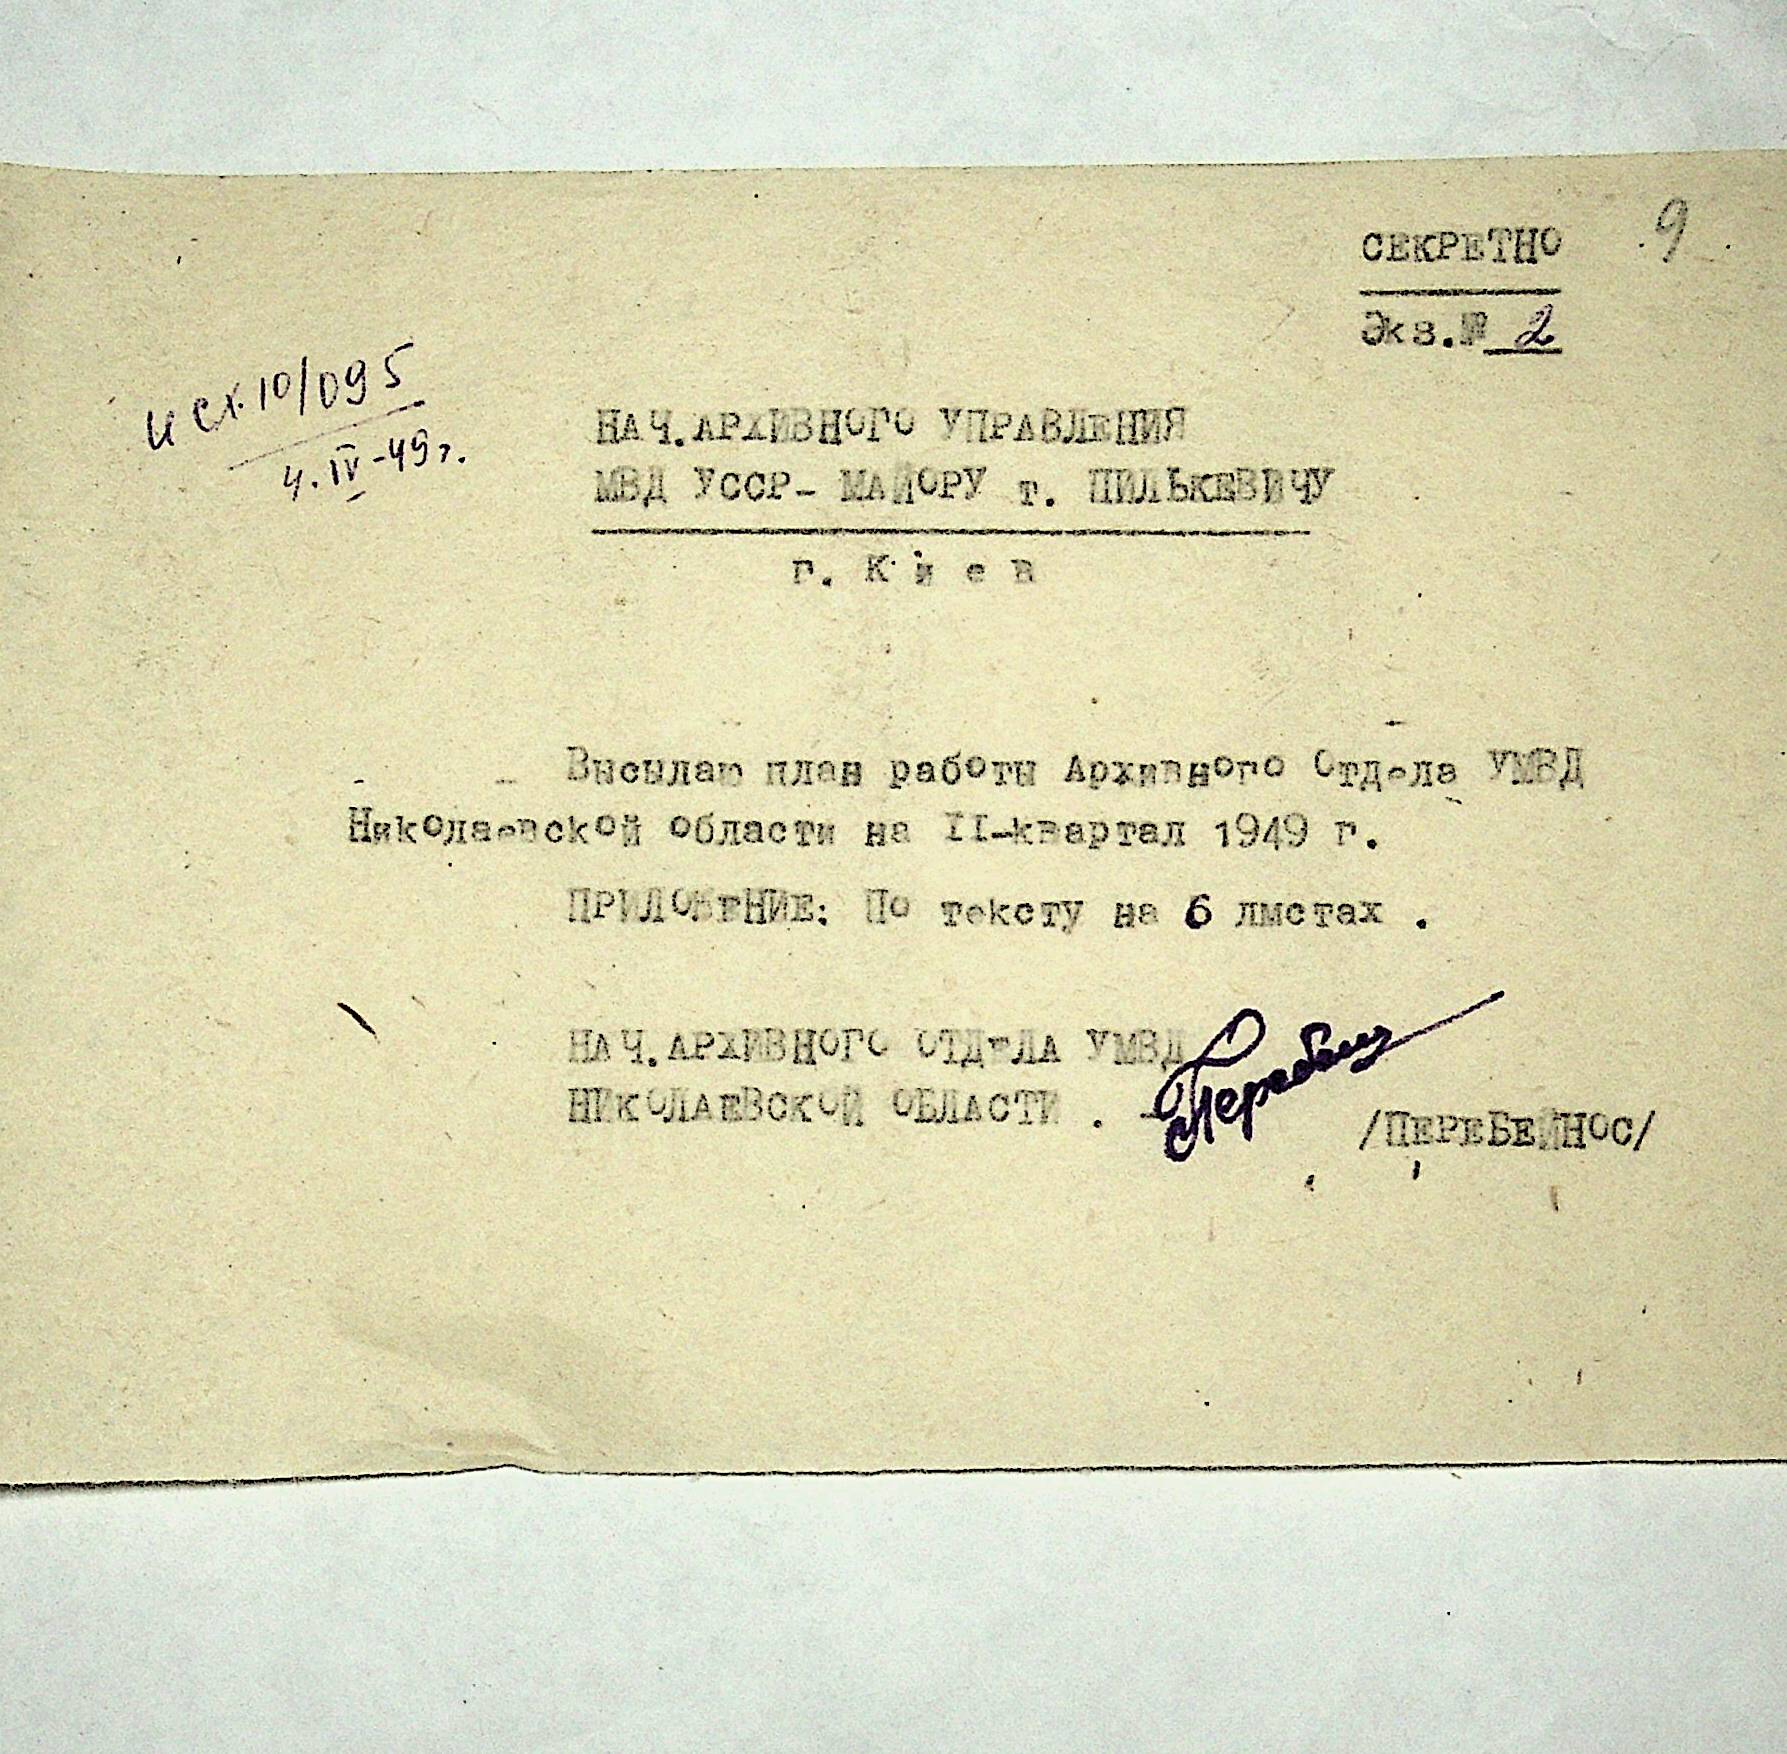 СЕКРЕТНО
9
Экз.№ 2
исх.10/095
4.IV-49г.
НАЧ.АРХИВНОГО УПРАВЛЕНИЯ
МВД УССР- МАЙОРУ т. ПИЛЬКЕВИЧУ
г. Киев
Высылаю план работы Архивного Отдела УМВД
Николаевской области на II-квартал 1949 г.
ПРИЛОЖЕНИЕ: По тексту на 6 листах .
НАЧ.АРХИВНОГО ОТДЕЛА УМВД
НИКОЛАЕВСКОЙ ОБЛАСТИ . -
/ПЕРЕБЕЙНОС/